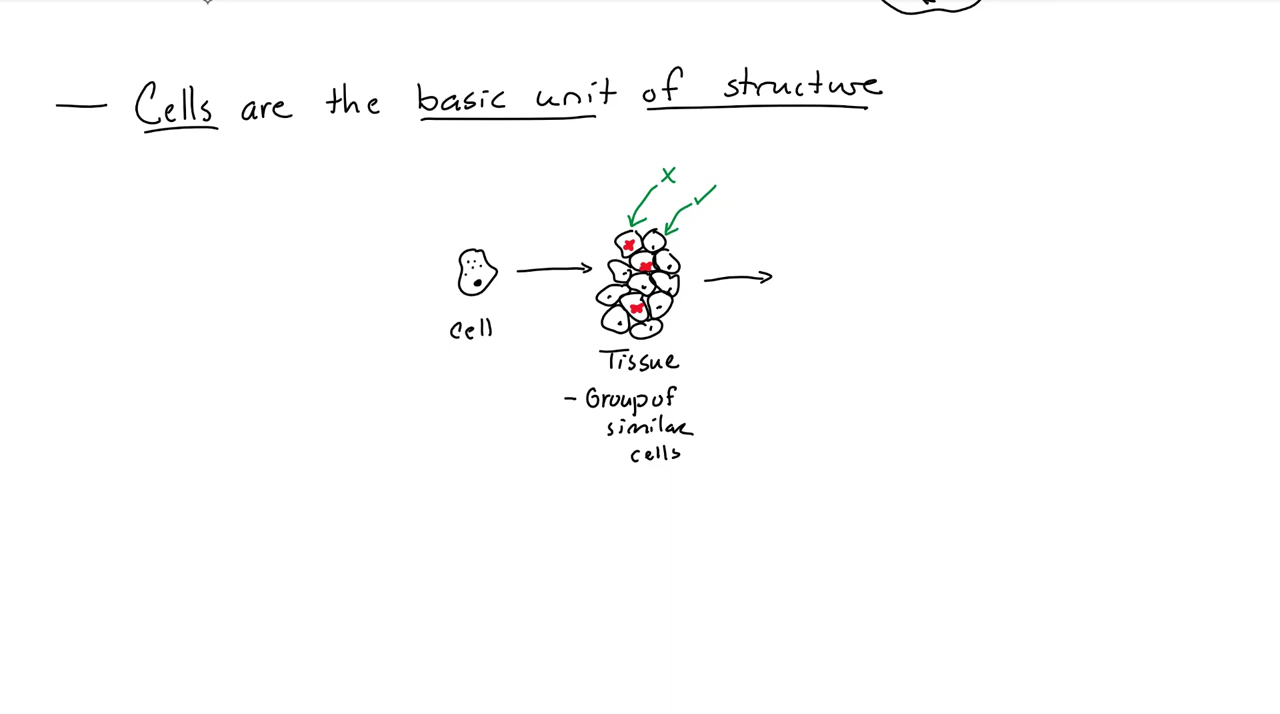 — Cells are the basic unit of structure
x ✓
cell
Tissue
- Group of
similar
cells